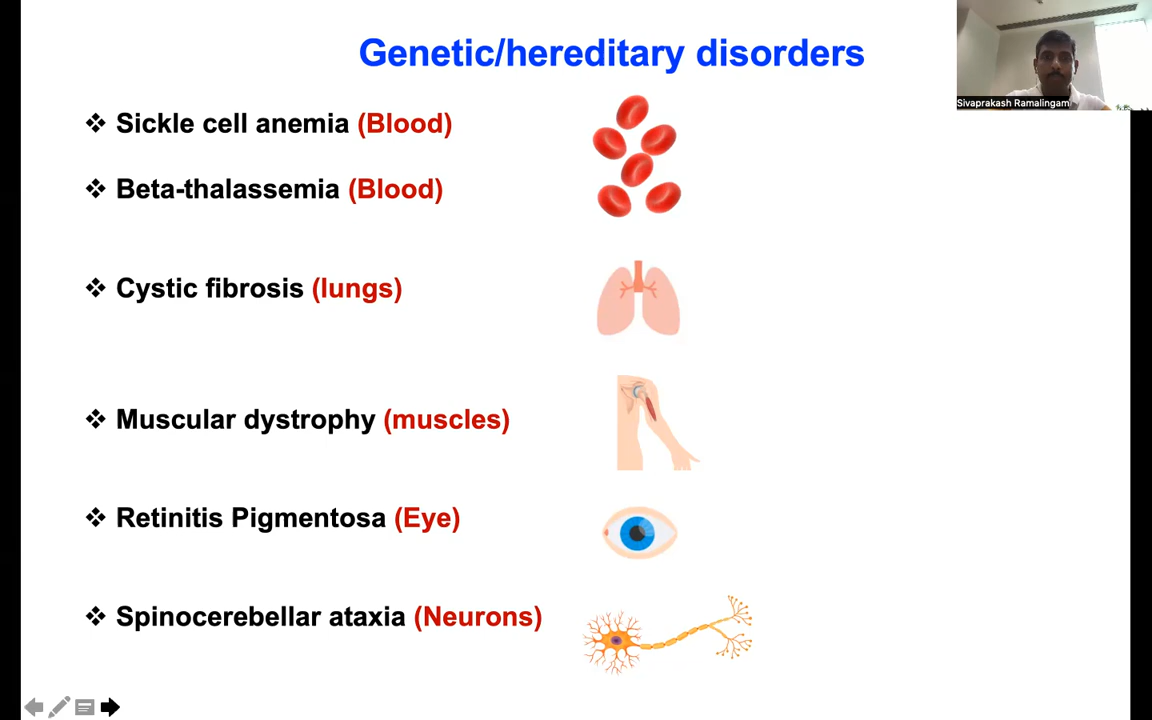 Genetic/hereditary disorders
Sivaprakash Ramalingam
❖ Sickle cell anemia (Blood)
❖ Beta-thalassemia (Blood)
❖ Cystic fibrosis (lungs)
❖ Muscular dystrophy (muscles)
❖ Retinitis Pigmentosa (Eye)
❖ Spinocerebellar ataxia (Neurons)